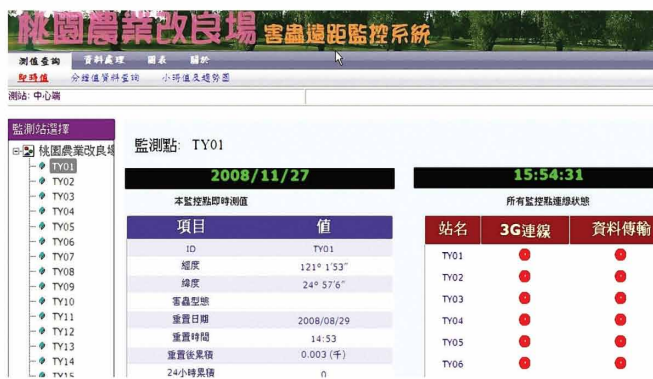 桃園農業改良場 害蟲遠距監控系統
測值查詢 資料處理 圖表 關於
即時值 分鐘值資料查詢 小時值及趨勢圖
測站: 中心端
監測站選擇
桃園農業改良場
TY01
TY02
TY03
TY04
TY05
TY06
TY07
TY08
TY09
TY10
TY11
TY12
TY13
TY14
TY15
監測點: TY01
2008/11/27
本監控點即時測值
項目 值
ID TY01
經度 121° 1'53"
緯度 24° 57'6"
害蟲型態
重置日期 2008/08/29
重置時間 14:53
重置後累積 0.003 (千)
24小時累積 0
15:54:31
所有監控點連線狀態
站名 3G連線 資料傳輸
TY01
TY02
TY03
TY04
TY05
TY06